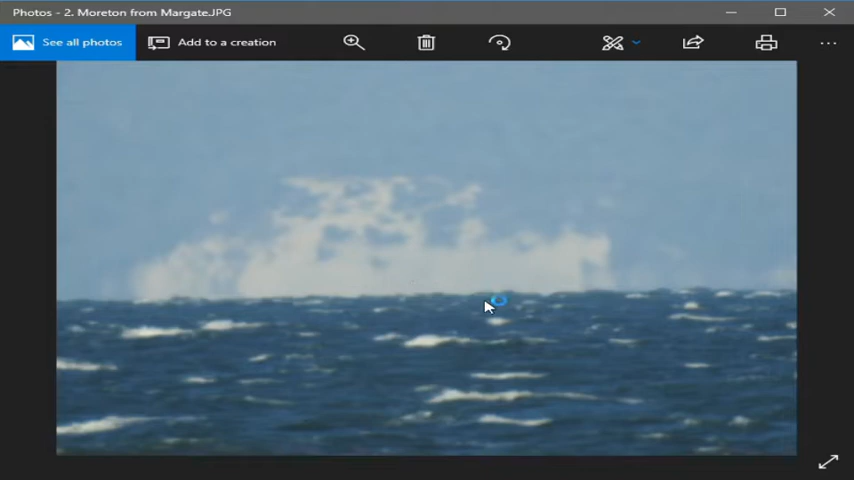 Photos - 2. Moreton from Margate.JPG
See all photos
Add to a creation